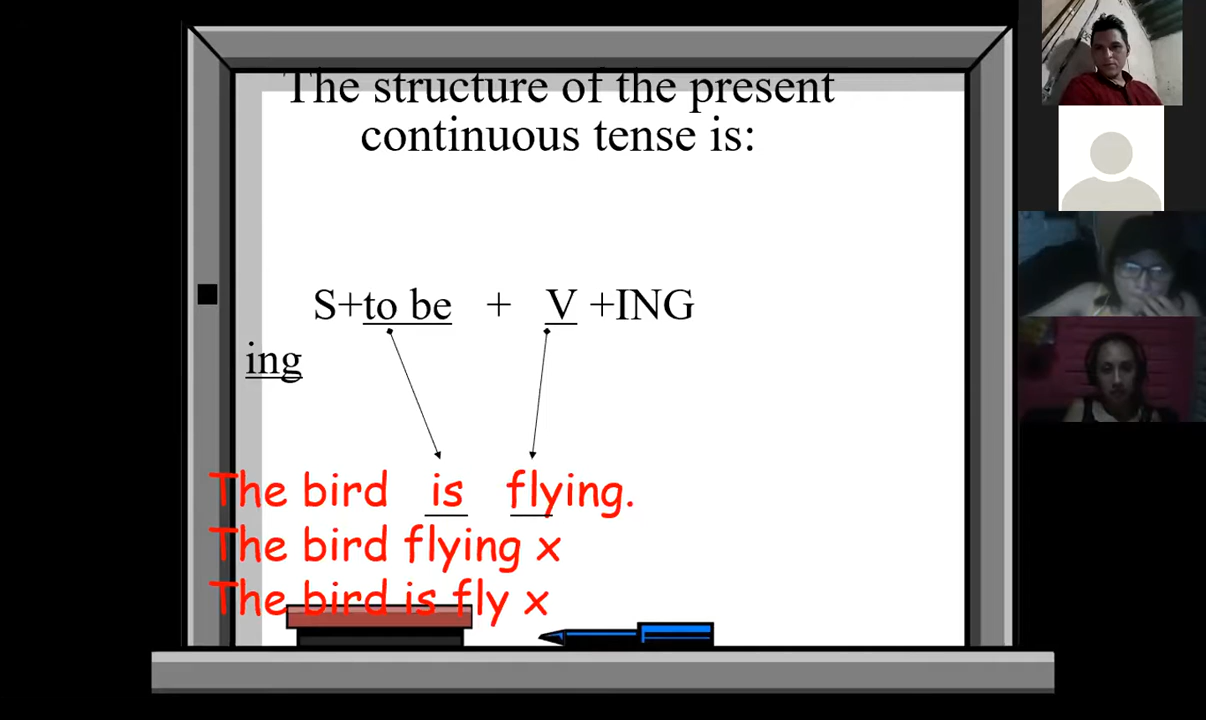 The structure of the present
continuous tense is:
S+to be + V +ING
ing
The bird is flying.
The bird flying x
The bird is fly x